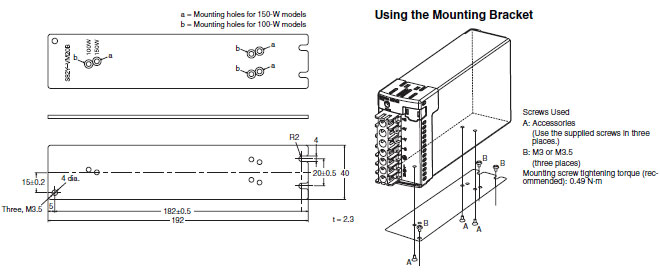 a = Mounting holes for 150-W models
b = Mounting holes for 100-W models
S82Y-VM20B
100W
150W
b
a
b
a
b
a
R2
4
4 dia.
15±0.2
20±0.5
40
Three, M3.5
5
182±0.5
192
t = 2.3
Using the Mounting Bracket
Screws Used
A: Accessories
(Use the supplied screws in three
places.)
B: M3 or M3.5
(three places)
Mounting screw tightening torque (rec-
ommended): 0.49 N·m
B
B
B
A
A
A